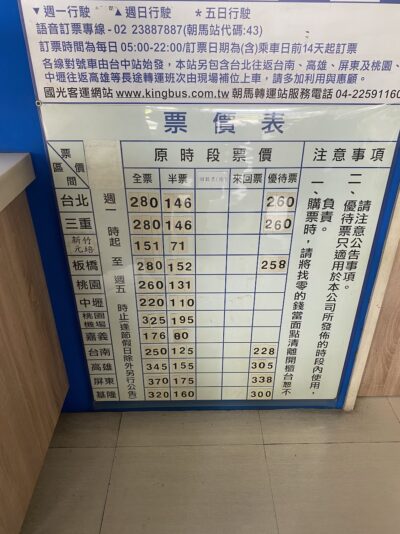 ▼週一行駛 ▲週日行駛 *五日行駛
語音訂票專線-02 23887887(朝馬站代碼:43)
訂票時間為每日05:00-22:00/訂票日期為(含)乘車日前14天起訂票
各線對號車由台中站始發，本站另包含台北往返台南、高雄、屏東及桃園、
中壢往返高雄等長途轉運班次由現場補位上車，請多加利用與惠顧。
國光客運網站www.kingbus.com.tw 朝馬轉運站服務電話04-2259116
票價表
票價 區間 原時段票價 注意事項
全票 半票 來回票 優待票
台北 280 146 260
三重 280 146 260
新竹元培 151 71
板橋 280 152 258
桃園 260 131
中壢 220 110
桃園機場 325 195
嘉義 176 80
台南 250 125 228
高雄 345 155 305
屏東 370 175 338
基隆 320 160 300
週一 時起至週五 時止逢節假日除外另行公告
一、購票時，請將找零的錢當面點清離開櫃台恕不
負責。
二、優待票只適用於本公司所發佈的時段內使用，
請注意公告事項。